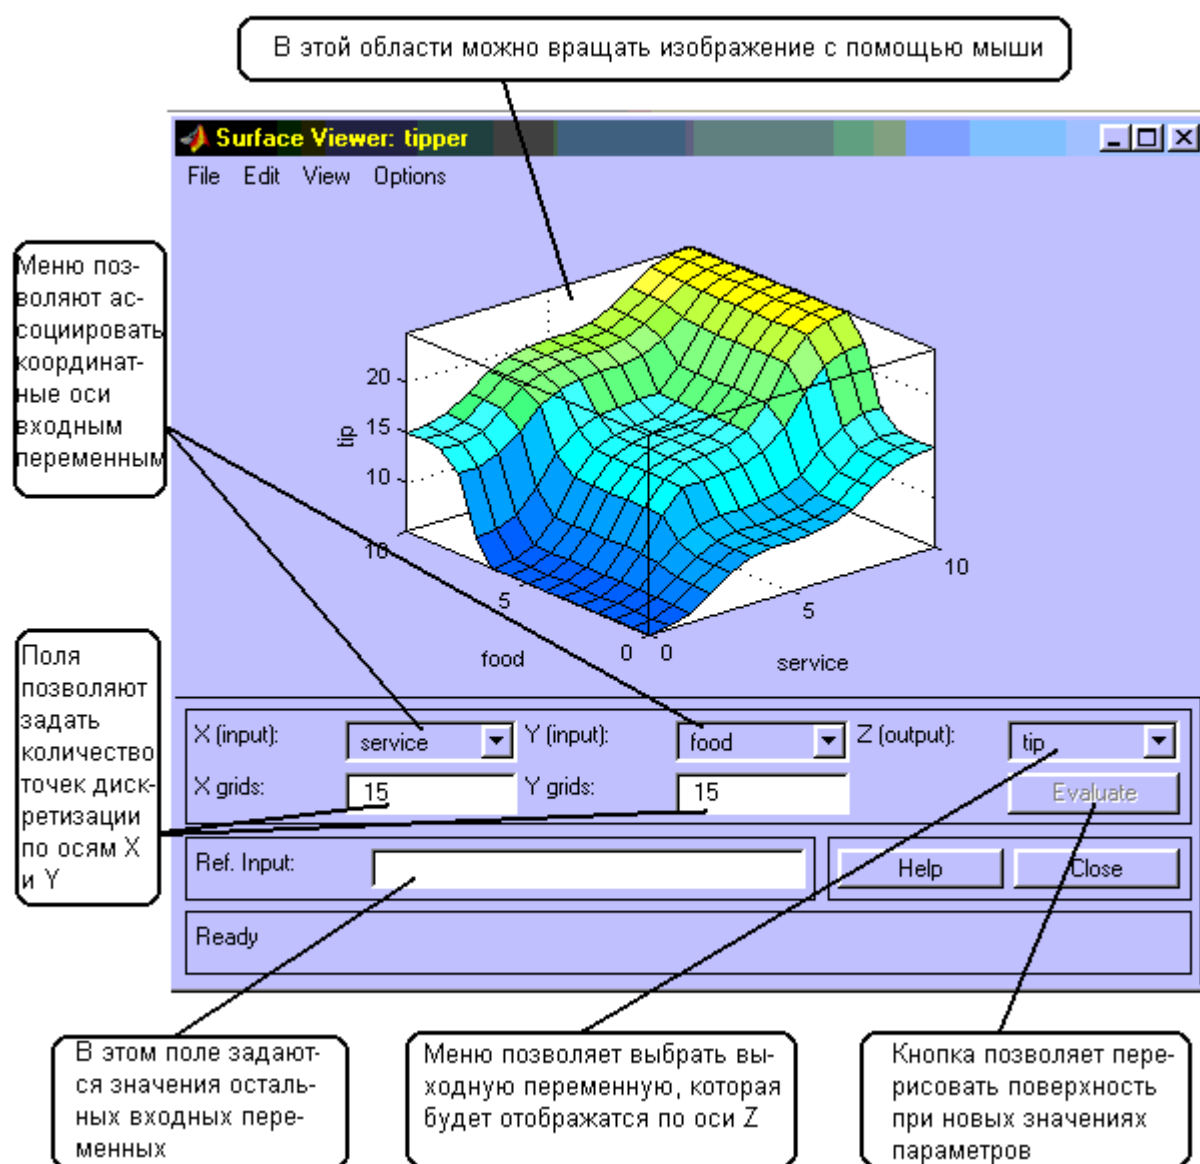 В этой области можно вращать изображение с помощью мыши
Surface Viewer: tipper
File Edit View Options
Меню поз-
воляют ас-
социировать
координат-
ные оси
входным
переменным
20
15
10
tip
10
5
0
food
0
5
10
service
Поля
позволяют
задать
количество
точек диск-
ретизации
по осям X
и Y
X (input): service Y (input): food Z (output): tip
X grids: 15 Y grids: 15 Evaluate
Ref. Input: Help Close
Ready
В этом поле задают-
ся значения осталь-
ных входных пере-
менных
Меню позволяет выбрать вы-
ходную переменную, которая
будет отображатся по оси Z
Кнопка позволяет пере-
рисовать поверхность
при новых значениях
параметров